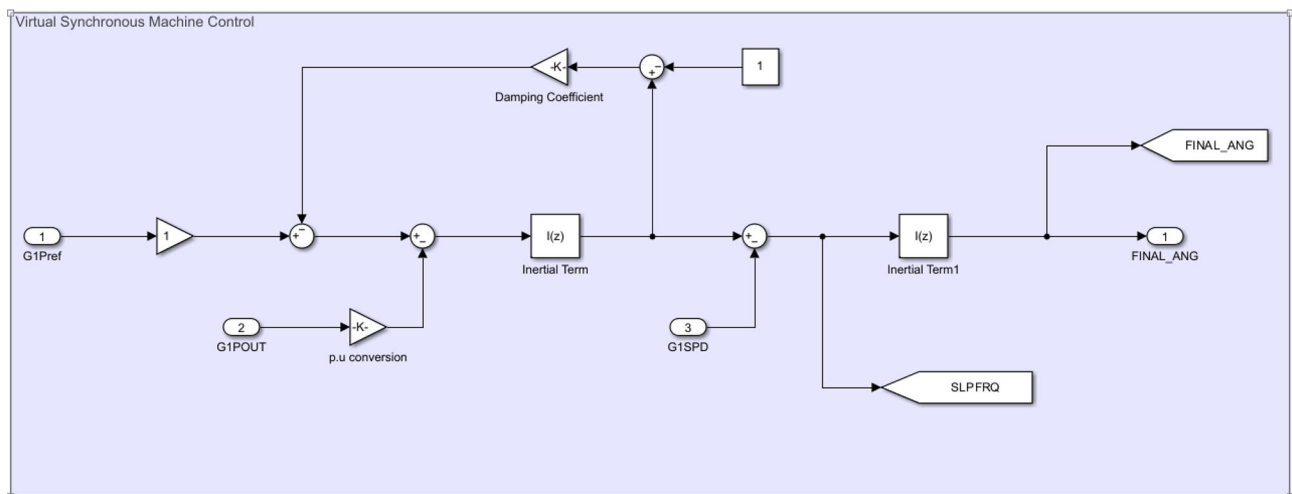 Virtual Synchronous Machine Control
-K-
1
Damping Coefficient
FINAL_ANG
1
G1Pref
1
I(z)
Inertial Term
I(z)
Inertial Term1
1
FINAL_ANG
2
G1POUT
-K-
p.u conversion
3
G1SPD
SLPFRQ